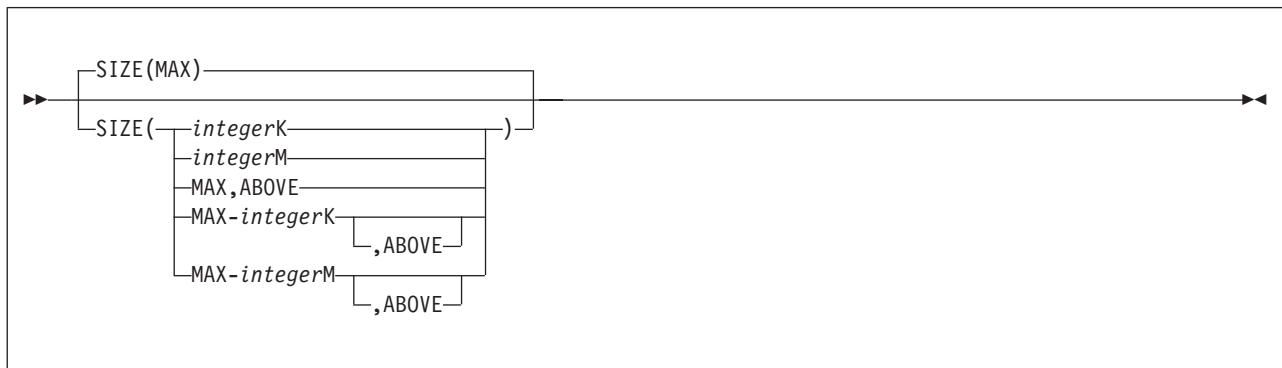 SIZE(MAX)
SIZE( integerK )
integerM
MAX,ABOVE
MAX-integerK
,ABOVE
MAX-integerM
,ABOVE